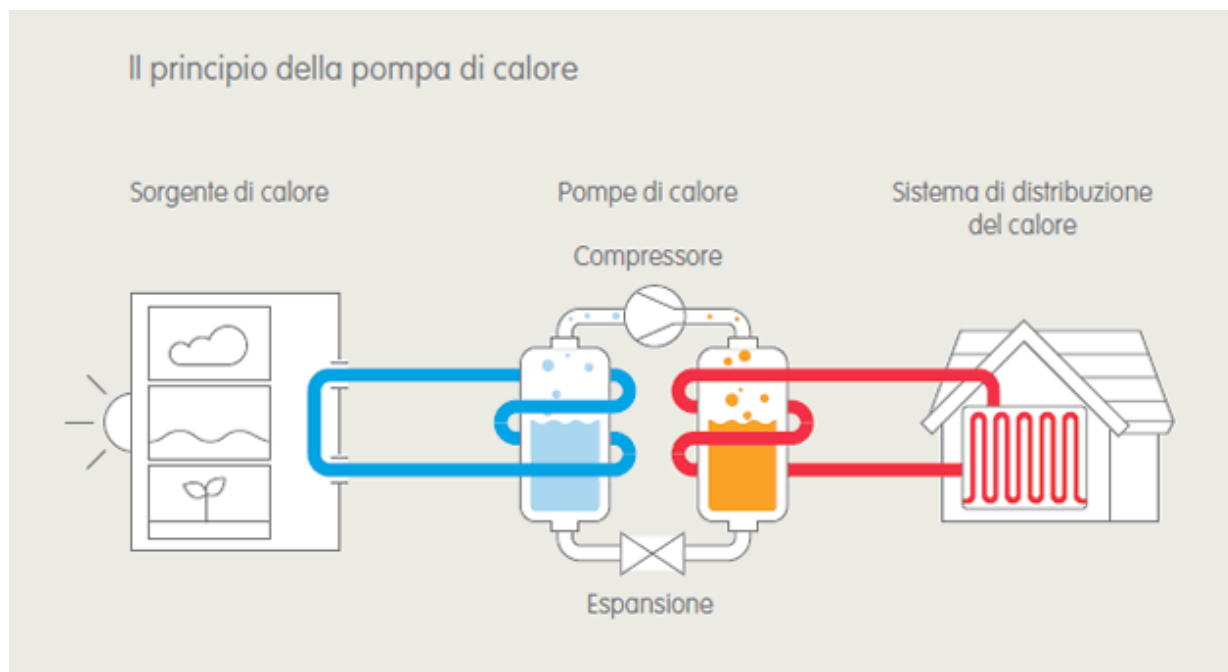 Il principio della pompa di calore
Sorgente di calore
Pompe di calore
Sistema di distribuzione
del calore
Compressore
Espansione